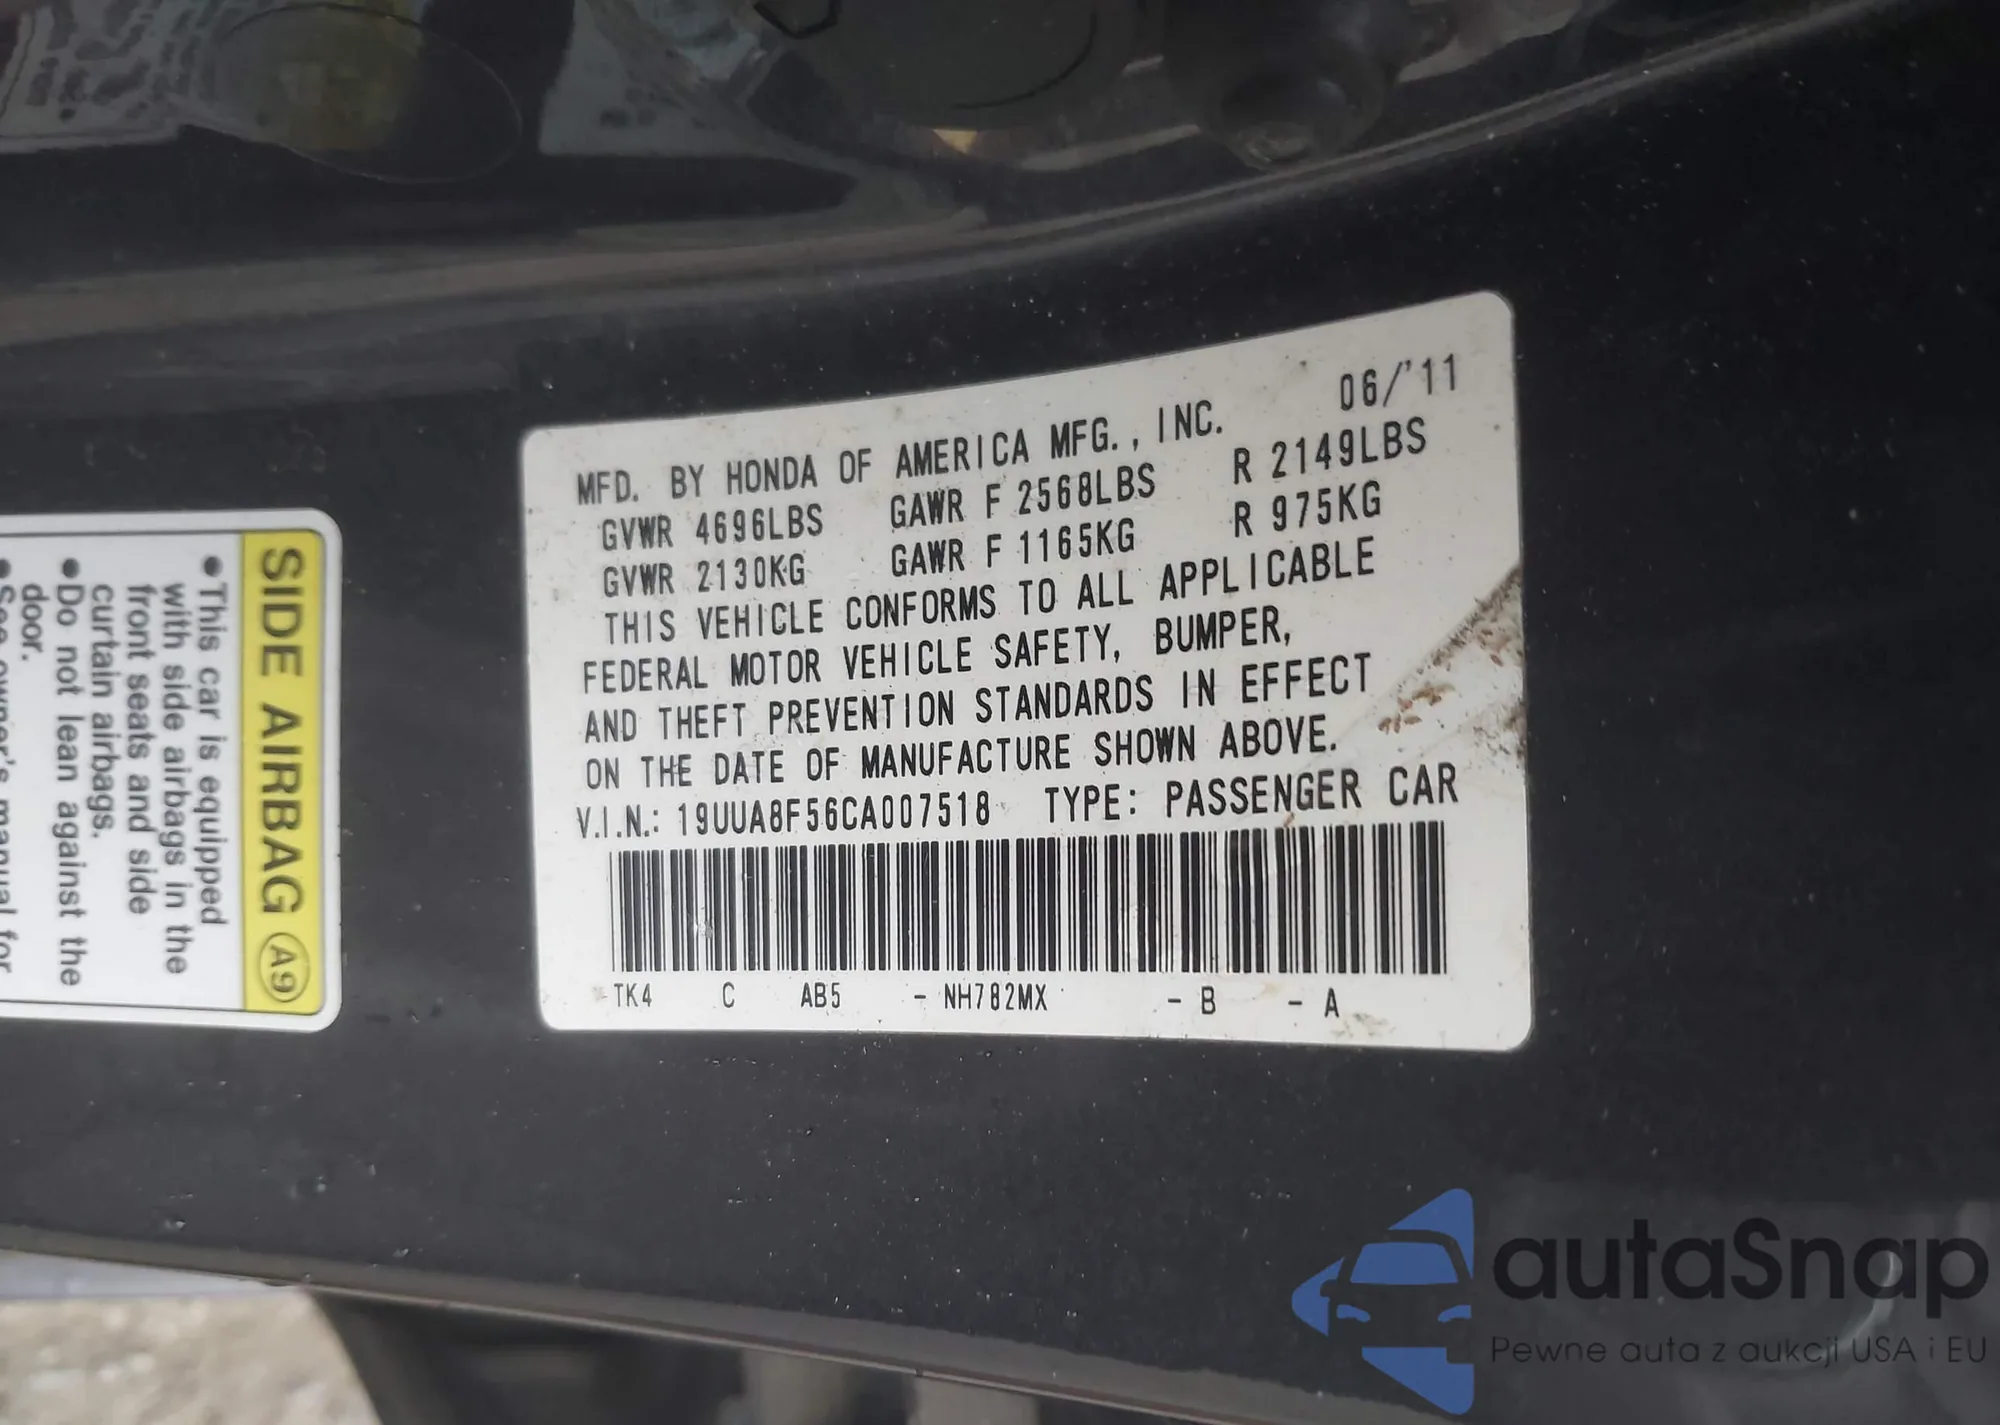 SIDE AIRBAG A9
●This car is equipped
with side airbags in the
front seats and side
curtain airbags.
●Do not lean against the
door.
●See owner's manual for
06/'11
MFD. BY HONDA OF AMERICA MFG., INC.
GVWR 4696LBS GAWR F 2568LBS R 2149LBS
GVWR 2130KG GAWR F 1165KG R 975KG
THIS VEHICLE CONFORMS TO ALL APPLICABLE
FEDERAL MOTOR VEHICLE SAFETY, BUMPER,
AND THEFT PREVENTION STANDARDS IN EFFECT
ON THE DATE OF MANUFACTURE SHOWN ABOVE.
V.I.N.: 19UUA8F56CA007518 TYPE: PASSENGER CAR
TK4 C AB5 - NH782MX - B - A
autaSnap
Pewne auta z aukcji USA i EU